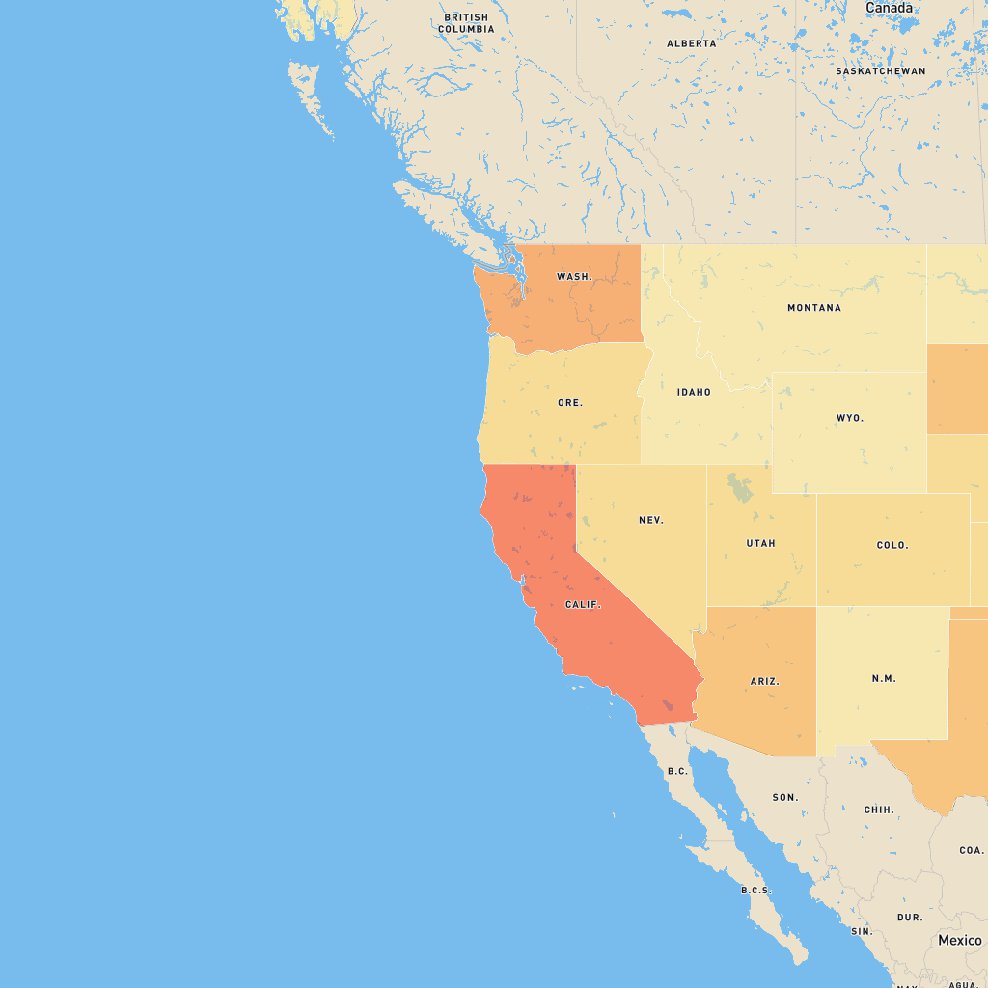 Canada
BRITISH
COLUMBIA
ALBERTA
SASKATCHEWAN
WASH.
MONTANA
IDAHO
ORE.
WYO.
NEV.
UTAH
COLO.
CALIF.
ARIZ.
N.M.
B.C.
SON.
CHIH.
COA.
B.C.S.
DUR.
SIN.
Mexico
NAY.
AGUA.